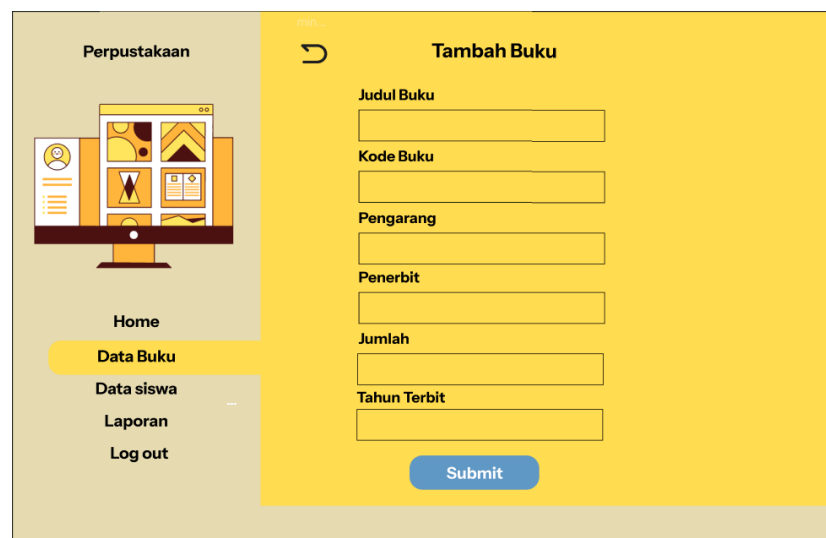 Perpustakaan
Home
Data Buku
Data siswa
Laporan
Log out
min...
Tambah Buku
Judul Buku
Kode Buku
Pengarang
Penerbit
Jumlah
Tahun Terbit
Submit